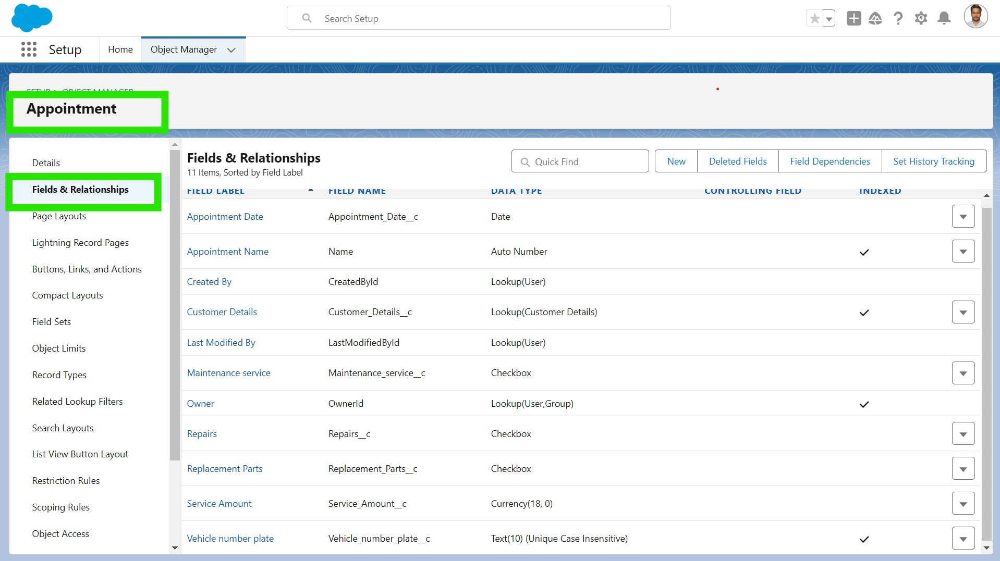 Search Setup
Setup
Home
Object Manager
SETUP > OBJECT MANAGER
Appointment
Details
Fields & Relationships
Page Layouts
Lightning Record Pages
Buttons, Links, and Actions
Compact Layouts
Field Sets
Object Limits
Record Types
Related Lookup Filters
Search Layouts
List View Button Layout
Restriction Rules
Scoping Rules
Object Access
Fields & Relationships
11 Items, Sorted by Field Label
Quick Find
New
Deleted Fields
Field Dependencies
Set History Tracking
FIELD LABEL FIELD NAME DATA TYPE CONTROLLING FIELD INDEXED
Appointment Date Appointment_Date__c Date
Appointment Name Name Auto Number
Created By CreatedById Lookup(User)
Customer Details Customer_Details__c Lookup(Customer Details)
Last Modified By LastModifiedById Lookup(User)
Maintenance service Maintenance_service__c Checkbox
Owner OwnerId Lookup(User,Group)
Repairs Repairs__c Checkbox
Replacement Parts Replacement_Parts__c Checkbox
Service Amount Service_Amount__c Currency(18, 0)
Vehicle number plate Vehicle_number_plate__c Text(10) (Unique Case Insensitive)